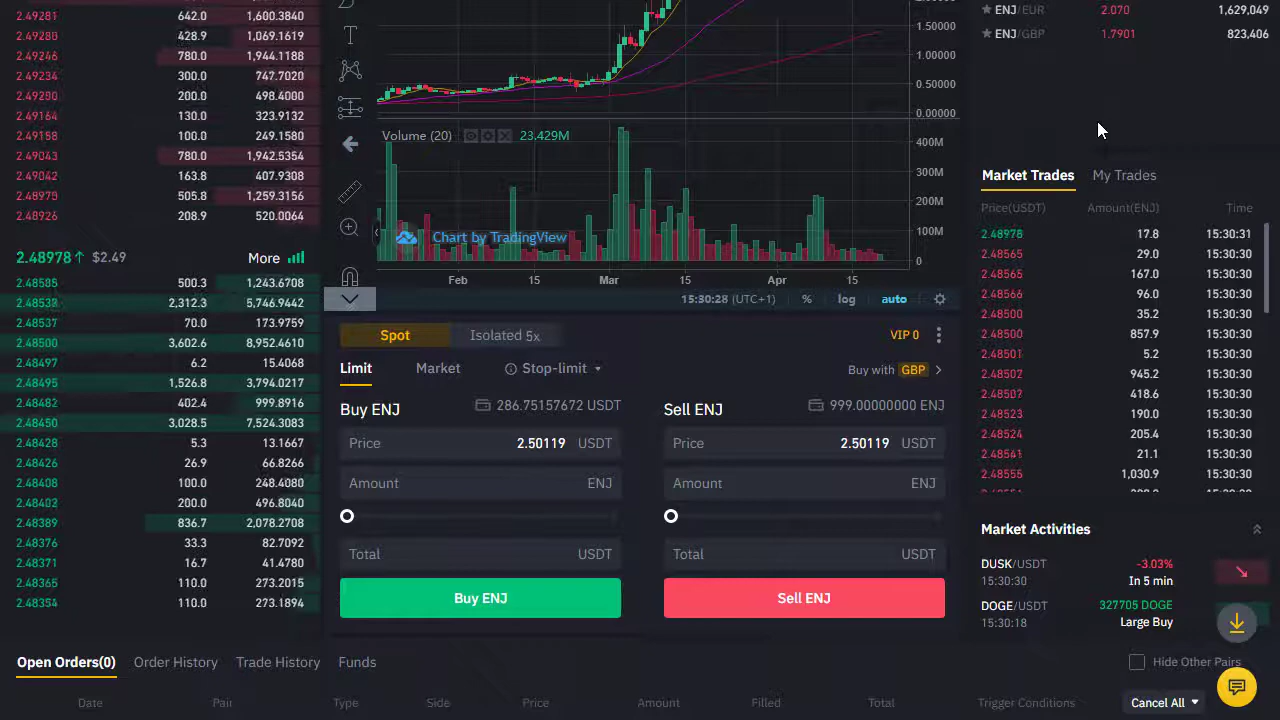 2.49281 642.0 1,600.3840
2.49280 428.9 1,069.1619
2.49246 780.0 1,944.1188
2.49234 300.0 747.7020
2.49200 200.0 498.4000
2.49164 130.0 323.9132
2.49158 100.0 249.1580
2.49043 780.0 1,942.5354
2.49042 163.8 407.9308
2.48970 505.8 1,259.3156
2.48926 208.9 520.0064
2.48978↑ $2.49 More
2.48585 500.3 1,243.6708
2.48538 2,312.3 5,746.9442
2.48537 70.0 173.9759
2.48500 3,602.6 8,952.4610
2.48497 6.2 15.4068
2.48495 1,526.8 3,794.0217
2.48482 402.4 999.8916
2.48450 3,028.5 7,524.3083
2.48428 5.3 13.1667
2.48426 26.9 66.8266
2.48408 100.0 248.4080
2.48402 200.0 496.8040
2.48389 836.7 2,078.2708
2.48376 33.3 82.7092
2.48371 16.7 41.4780
2.48365 110.0 273.2015
2.48354 110.0 273.1894
1.50000
1.00000
0.50000
0.00000
Volume (20) 23.429M
400M
300M
200M
100M
0
Chart by TradingView
Feb 15 Mar 15 Apr 15
15:30:28 (UTC+1) % log auto
Spot Isolated 5x VIP 0
Limit Market Stop-limit Buy with GBP
Buy ENJ 286.75157672 USDT
Price 2.50119 USDT
Amount ENJ
Total USDT
Buy ENJ
Sell ENJ 999.00000000 ENJ
Price 2.50119 USDT
Amount ENJ
Total USDT
Sell ENJ
ENJ/EUR 2.070 1,629,049
ENJ/GBP 1.7901 823,406
Market Trades My Trades
Price(USDT) Amount(ENJ) Time
2.48978 17.8 15:30:31
2.48565 29.0 15:30:30
2.48565 167.0 15:30:30
2.48566 96.0 15:30:30
2.48500 35.2 15:30:30
2.48500 857.9 15:30:30
2.48501 5.2 15:30:30
2.48502 945.2 15:30:30
2.48507 418.6 15:30:30
2.48523 190.0 15:30:30
2.48524 205.4 15:30:30
2.48541 21.1 15:30:30
2.48555 1,030.9 15:30:30
Market Activities
DUSK/USDT -3.03%
15:30:30 In 5 min
DOGE/USDT 327705 DOGE
15:30:18 Large Buy
Open Orders(0) Order History Trade History Funds Hide Other Pairs
Date Pair Type Side Price Amount Filled Total Trigger Conditions Cancel All